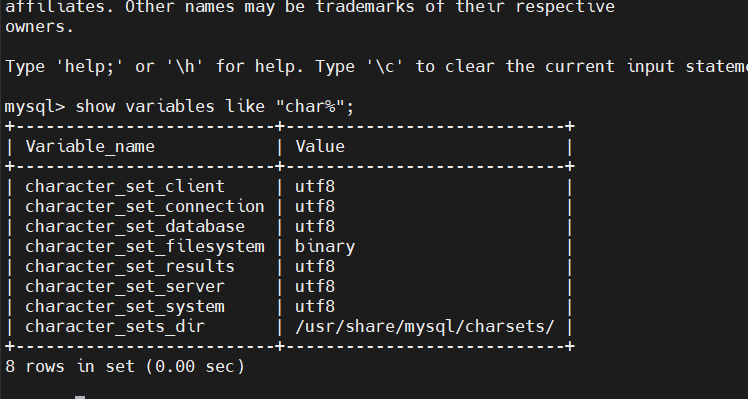 affiliates. Other names may be trademarks of their respective
owners.
Type 'help;' or '\h' for help. Type '\c' to clear the current input stateme
mysql> show variables like "char%";
+--------------------------+----------------------------+
| Variable_name            | Value                      |
+--------------------------+----------------------------+
| character_set_client     | utf8                       |
| character_set_connection | utf8                       |
| character_set_database   | utf8                       |
| character_set_filesystem | binary                     |
| character_set_results    | utf8                       |
| character_set_server     | utf8                       |
| character_set_system     | utf8                       |
| character_sets_dir       | /usr/share/mysql/charsets/ |
+--------------------------+----------------------------+
8 rows in set (0.00 sec)